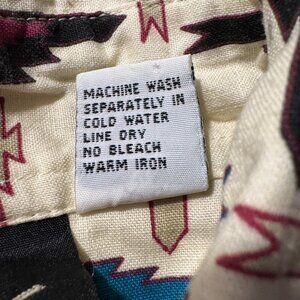 MACHINE WASH
SEPARATELY IN
COLD WATER
LINE DRY
NO BLEACH
WARM IRON